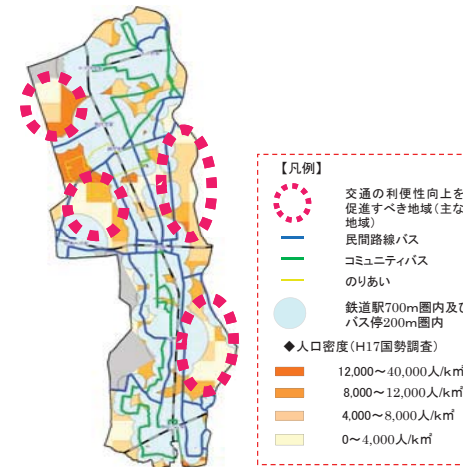 【凡例】
交通の利便性向上を
促進すべき地域(主な
地域)
民間路線バス
コミュニティバス
のりあい
鉄道駅700m圏内及び
バス停200m圏内
◆人口密度(H17国勢調査)
12,000～40,000人/km²
8,000～12,000人/km²
4,000～8,000人/km²
0～4,000人/km²